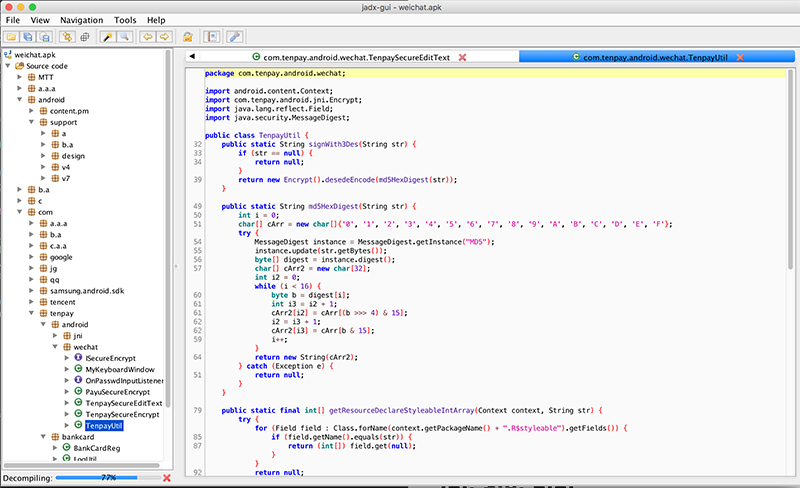 jadx-gui - weichat.apk
File View Navigation Tools Help
weichat.apk
Source code
MTT
a.a.a
android
content.pm
support
a
b.a
design
v4
v7
b.a
c
com
a.a.a
b.a
c.a.a
google
jg
qq
samsung.android.sdk
tencent
tenpay
android
jni
wechat
ISecureEncrypt
MyKeyboardWindow
OnPasswdInputListener
PayuSecureEncrypt
TenpaySecureEditText
TenpaySecureEncrypt
TenpayUtil
bankcard
BankCardReg
LogUtil
Decompiling: 77%
com.tenpay.android.wechat.TenpaySecureEditText
com.tenpay.android.wechat.TenpayUtil
package com.tenpay.android.wechat;
import android.content.Context;
import com.tenpay.android.jni.Encrypt;
import java.lang.reflect.Field;
import java.security.MessageDigest;
public class TenpayUtil {
32 public static String signWith3Des(String str) {
33 if (str == null) {
34 return null;
}
39 return new Encrypt().desedeEncode(md5HexDigest(str));
}
49 public static String md5HexDigest(String str) {
50 int i = 0;
51 char[] cArr = new char[]{"0', '1', '2', '3', '4', '5', '6', '7', '8', '9', 'A', 'B', 'C', 'D', 'E', 'F'};
try {
54 MessageDigest instance = MessageDigest.getInstance("MD5");
55 instance.update(str.getBytes());
56 byte[] digest = instance.digest();
57 char[] cArr2 = new char[32];
int i2 = 0;
while (i < 16) {
60 byte b = digest[i];
int i3 = i2 + 1;
61 cArr2[i2] = cArr[(b >>> 4) & 15];
62 i2 = i3 + 1;
62 cArr2[i3] = cArr[b & 15];
59 i++;
}
64 return new String(cArr2);
} catch (Exception e) {
51 return null;
}
}
79 public static final int[] getResourceDeclareStyleableIntArray(Context context, String str) {
try {
for (Field field : Class.forName(context.getPackageName() + ".R$styleable").getFields()) {
85 if (field.getName().equals(str)) {
87 return (int[]) field.get(null);
}
}
92 return null;